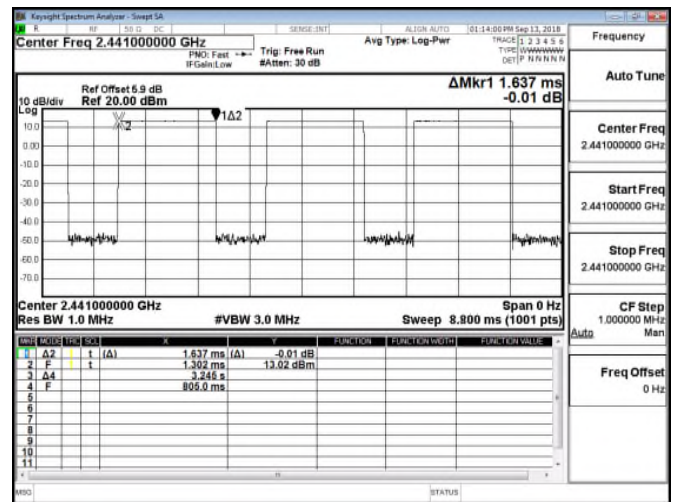 Keysight Spectrum Analyzer - Swept SA
R RF 50 Ω DC SENSE:INT ALIGN AUTO 01:14:00 PM Sep 13, 2018
Center Freq 2.441000000 GHz
PNO: Fast
IFGain:Low
Trig: Free Run
#Atten: 30 dB
Avg Type: Log-Pwr
TRACE 1 2 3 4 5 6
TYPE WWWWWW
DET P N N N N N
Frequency
Auto Tune
Ref Offset 5.9 dB
Ref 20.00 dBm
10 dB/div
Log
ΔMkr1 1.637 ms
-0.01 dB
10.0
0.00
-10.0
-20.0
-30.0
-40.0
-50.0
-60.0
-70.0
2
1Δ2
Center Freq
2.441000000 GHz
Start Freq
2.441000000 GHz
Stop Freq
2.441000000 GHz
CF Step
1.000000 MHz
Auto Man
Freq Offset
0 Hz
Center 2.441000000 GHz Span 0 Hz
Res BW 1.0 MHz #VBW 3.0 MHz Sweep 8.800 ms (1001 pts)
MKR MODE TRC SCL X Y FUNCTION FUNCTION WIDTH FUNCTION VALUE
1 Δ2 t (Δ) 1.637 ms (Δ) -0.01 dB
2 F t 1.302 ms 13.02 dBm
3 Δ4 3.245 s
4 F 805.0 ms
5
6
7
8
9
10
11
MSG STATUS